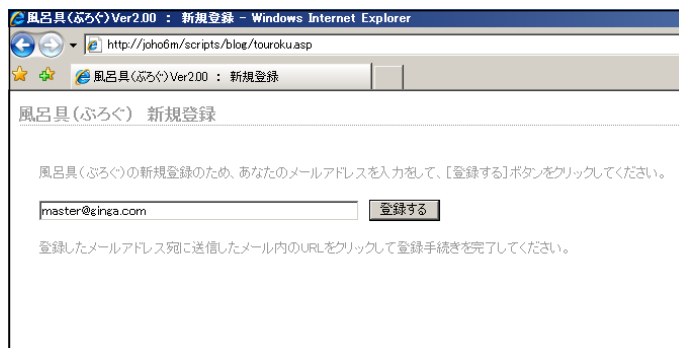 風呂具(ぶろぐ)Ver2.00 : 新規登録 - Windows Internet Explorer
http://joho6m/scripts/blog/touroku.asp
風呂具(ぶろぐ)Ver2.00 : 新規登録
風呂具(ぶろぐ) 新規登録
風呂具(ぶろぐ)の新規登録のため、あなたのメールアドレスを入力をして、[登録する]ボタンをクリックしてください。
master@ginga.com 登録する
登録したメールアドレス宛に送信したメール内のURLをクリックして登録手続きを完了してください。